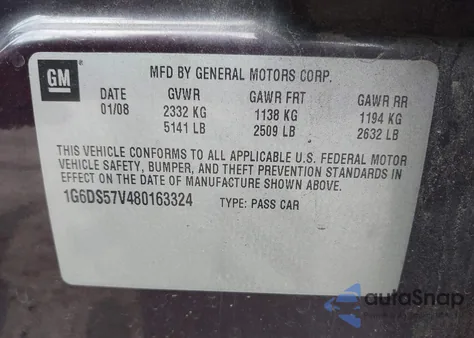 GM
MFD BY GENERAL MOTORS CORP.
DATE GVWR GAWR FRT GAWR RR
01/08 2332 KG 1138 KG 1194 KG
5141 LB 2509 LB 2632 LB
THIS VEHICLE CONFORMS TO ALL APPLICABLE U.S. FEDERAL MOTOR
VEHICLE SAFETY, BUMPER, AND THEFT PREVENTION STANDARDS IN
EFFECT ON THE DATE OF MANUFACTURE SHOWN ABOVE.
1G6DS57V480163324 TYPE: PASS CAR
autoSnap